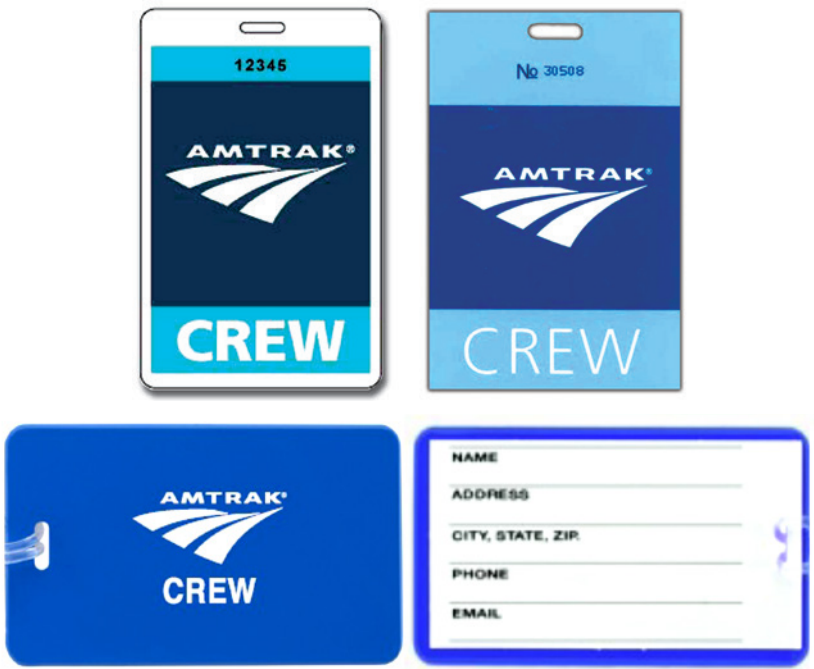 12345
AMTRAK®
CREW
№ 30508
AMTRAK®
CREW
AMTRAK®
CREW
NAME
ADDRESS
CITY, STATE, ZIP.
PHONE
EMAIL